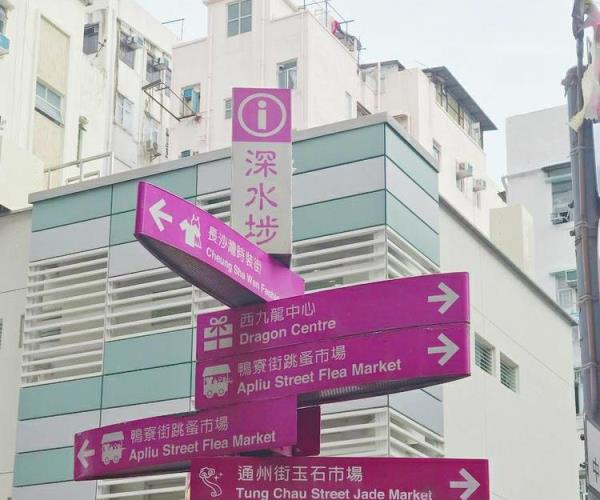 深水埗
長沙灣時裝街
Cheung Sha Wan
西九龍中心
Dragon Centre
鴨寮街跳蚤市場
Apliu Street Flea Market
鴨寮街跳蚤市場
Apliu Street Flea Market
通州街玉石市場
Tung Chau Street Jade Market